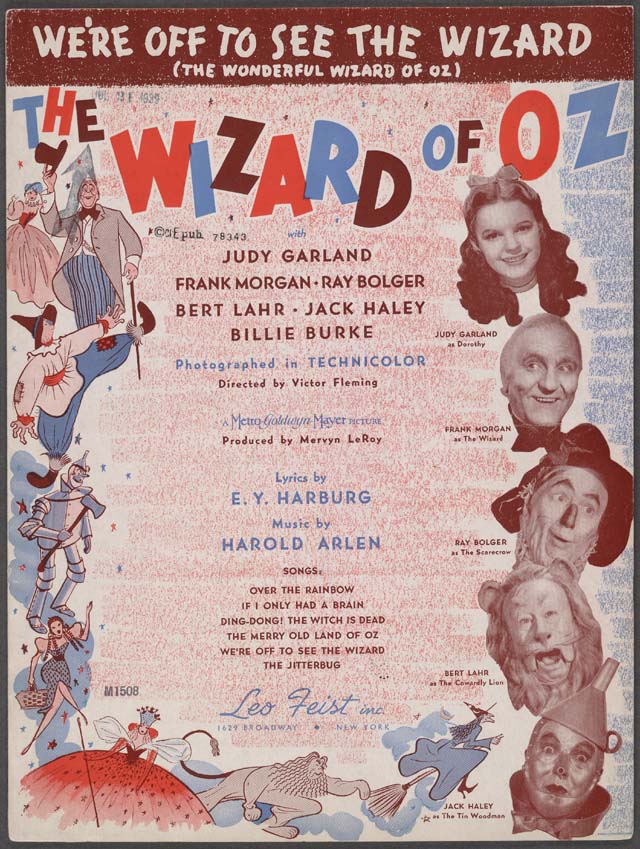 WE'RE OFF TO SEE THE WIZARD
(THE WONDERFUL WIZARD OF OZ)
THE WIZARD OF OZ
1939
©CI Epub 78343
with
JUDY GARLAND
FRANK MORGAN · RAY BOLGER
BERT LAHR · JACK HALEY
BILLIE BURKE
Photographed in TECHNICOLOR
Directed by Victor Fleming
A Metro-Goldwyn-Mayer PICTURE
Produced by Mervyn LeRoy
Lyrics by
E. Y. HARBURG
Music by
HAROLD ARLEN
SONGS:
OVER THE RAINBOW
IF I ONLY HAD A BRAIN
DING-DONG! THE WITCH IS DEAD
THE MERRY OLD LAND OF OZ
WE'RE OFF TO SEE THE WIZARD
THE JITTERBUG
M1508
Leo Feist inc.
1629 BROADWAY • NEW YORK
JUDY GARLAND
as Dorothy
FRANK MORGAN
as The Wizard
RAY BOLGER
as The Scarecrow
BERT LAHR
as The Cowardly Lion
JACK HALEY
as The Tin Woodman